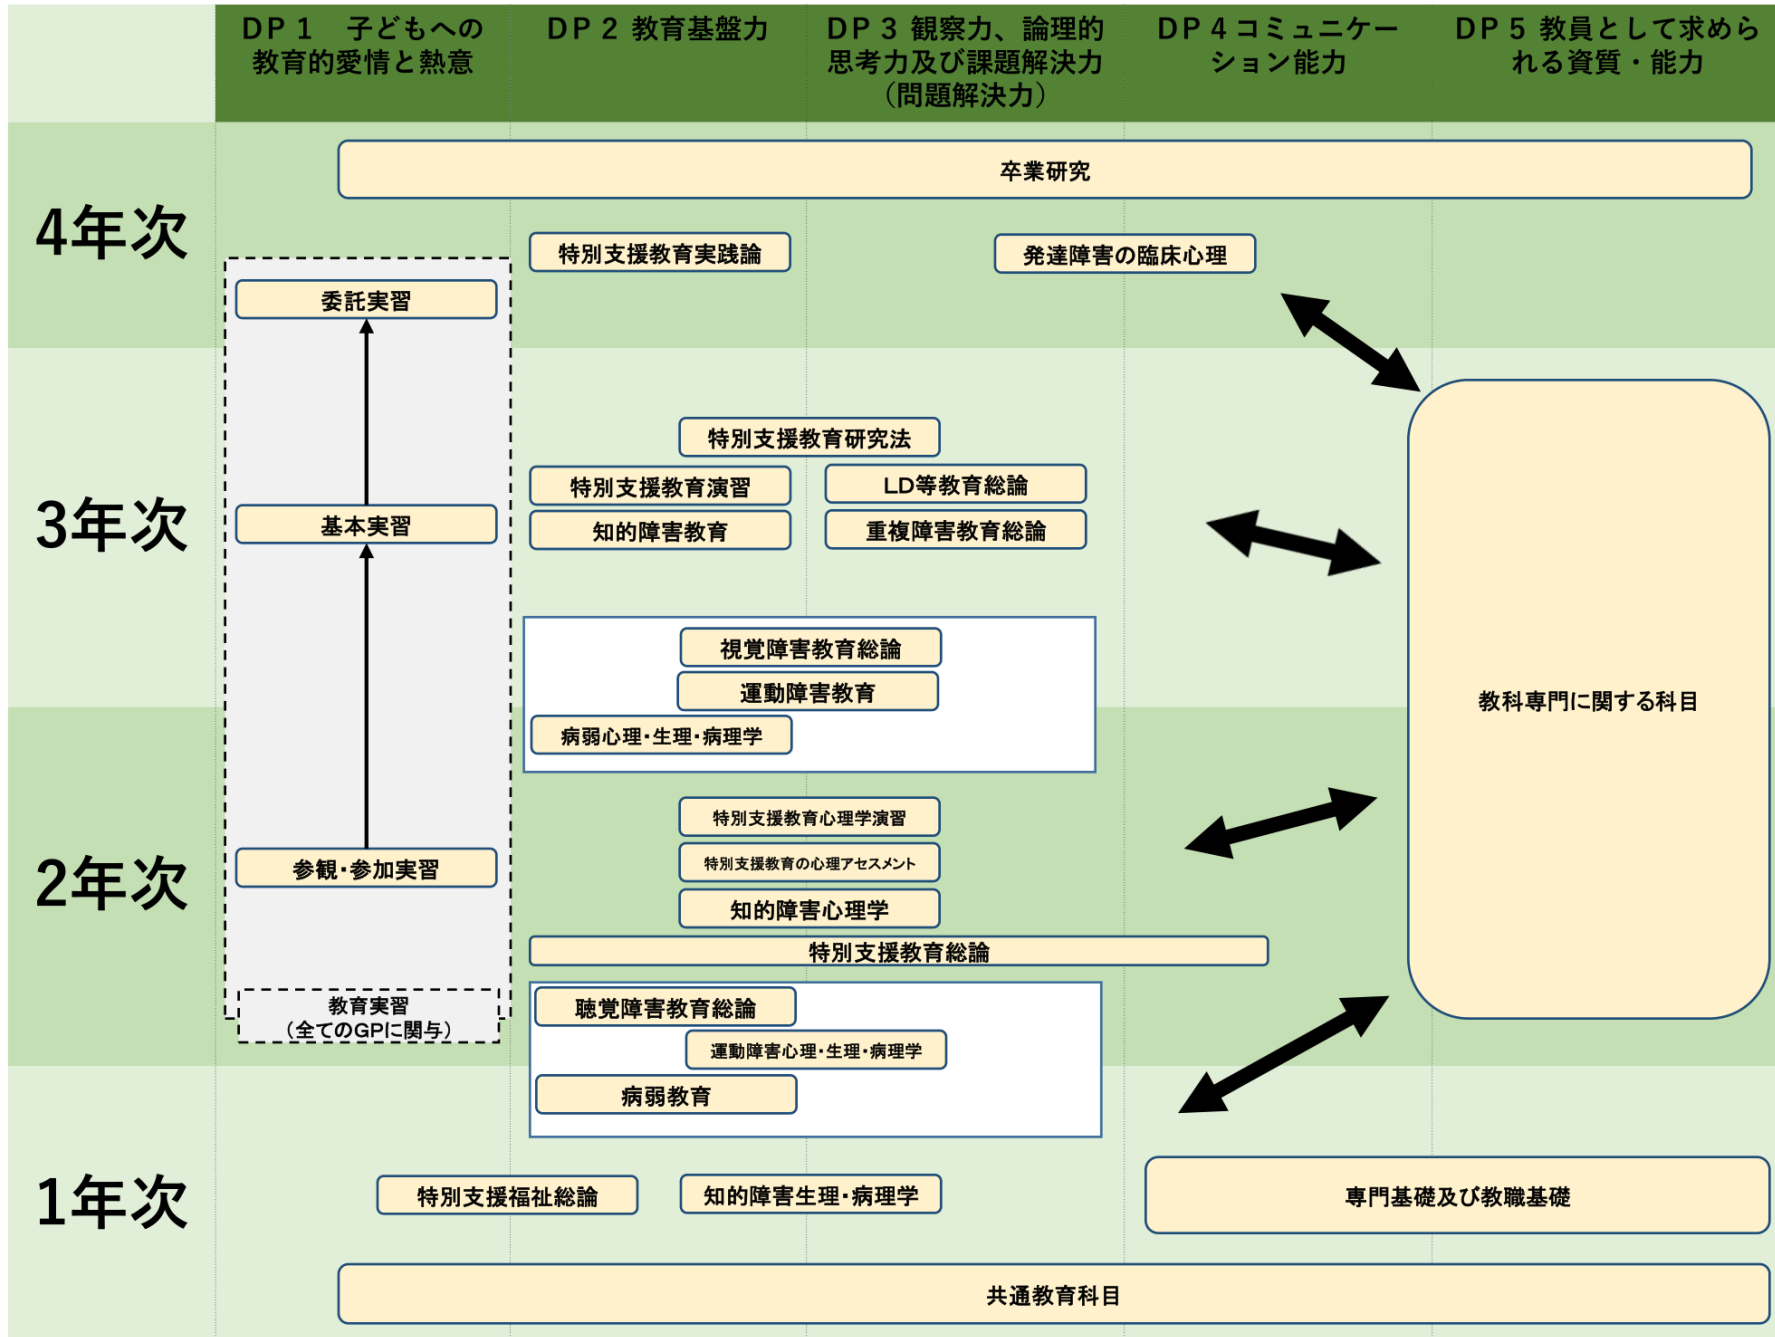 DP 1　子どもへの
教育的愛情と熱意
DP 2 教育基盤力
DP 3 観察力、論理的
思考力及び課題解決力
（問題解決力）
DP 4 コミュニケー
ション能力
DP 5 教員として求めら
れる資質・能力
4年次
卒業研究
特別支援教育実践論
発達障害の臨床心理
委託実習
3年次
特別支援教育研究法
特別支援教育演習
LD等教育総論
基本実習
知的障害教育
重複障害教育総論
視覚障害教育総論
運動障害教育
教科専門に関する科目
病弱心理・生理・病理学
2年次
特別支援教育心理学演習
特別支援教育の心理アセスメント
参観・参加実習
知的障害心理学
特別支援教育総論
教育実習
（全てのGPに関与）
聴覚障害教育総論
運動障害心理・生理・病理学
病弱教育
1年次
特別支援福祉総論
知的障害生理・病理学
専門基礎及び教職基礎
共通教育科目